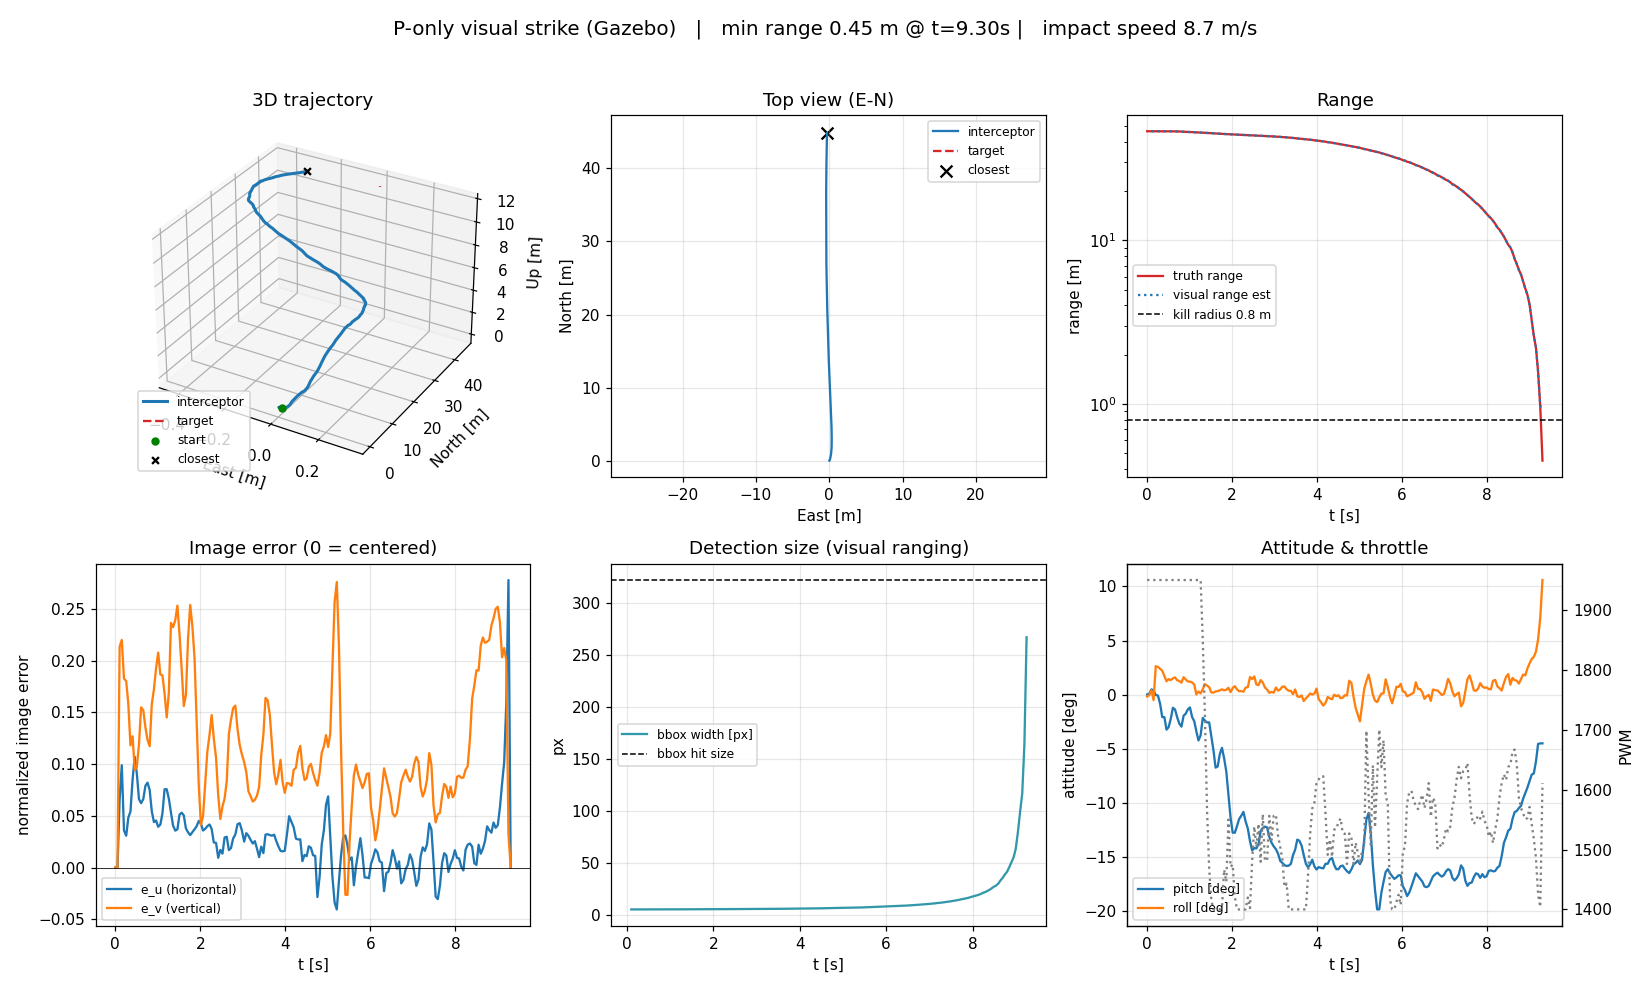 P-only visual strike (Gazebo)   |   min range 0.45 m @ t=9.30s |   impact speed 8.7 m/s
3D trajectory
12
10
8
6
4
2
0
Up [m]
40
30
20
10
0
North [m]
−0.4
−0.2
0.0
0.2
East [m]
interceptor
target
start
closest
Top view (E-N)
North [m]
40
30
20
10
0
−20
−10
0
10
20
East [m]
interceptor
target
closest
Range
range [m]
10¹
10⁰
0
2
4
6
8
t [s]
truth range
visual range est
kill radius 0.8 m
Image error (0 = centered)
normalized image error
0.25
0.20
0.15
0.10
0.05
0.00
−0.05
0
2
4
6
8
t [s]
e_u (horizontal)
e_v (vertical)
Detection size (visual ranging)
px
300
250
200
150
100
50
0
0
2
4
6
8
t [s]
bbox width [px]
bbox hit size
Attitude & throttle
attitude [deg]
10
5
0
−5
−10
−15
−20
0
2
4
6
8
t [s]
pitch [deg]
roll [deg]
1900
1800
1700
1600
1500
1400
PWM